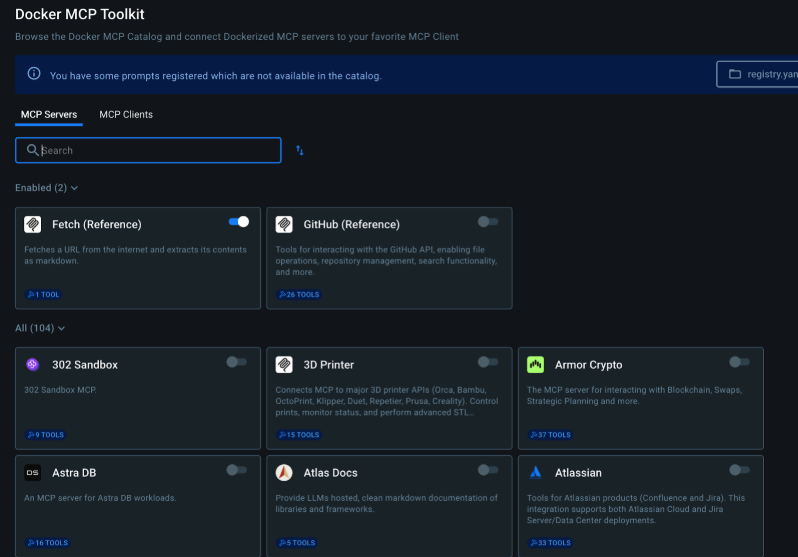 Docker MCP Toolkit
Browse the Docker MCP Catalog and connect Dockerized MCP servers to your favorite MCP Client
You have some prompts registered which are not available in the catalog.
registry.yam
MCP Servers
MCP Clients
Search
Enabled (2)
Fetch (Reference)
Fetches a URL from the internet and extracts its contents
as markdown.
1 TOOL
GitHub (Reference)
Tools for interacting with the GitHub API, enabling file
operations, repository management, search functionality,
and more.
26 TOOLS
All (104)
302 Sandbox
302 Sandbox MCP.
9 TOOLS
3D Printer
Connects MCP to major 3D printer APIs (Orca, Bambu,
OctoPrint, Klipper, Duet, Repetier, Prusa, Creality). Control
prints, monitor status, and perform advanced STL...
15 TOOLS
Armor Crypto
The MCP server for interacting with Blockchain, Swaps,
Strategic Planning and more.
37 TOOLS
DS
Astra DB
An MCP server for Astra DB workloads.
16 TOOLS
Atlas Docs
Provide LLMs hosted, clean markdown documentation of
libraries and frameworks.
5 TOOLS
Atlassian
Tools for Atlassian products (Confluence and Jira). This
integration supports both Atlassian Cloud and Jira
Server/Data Center deployments.
33 TOOLS